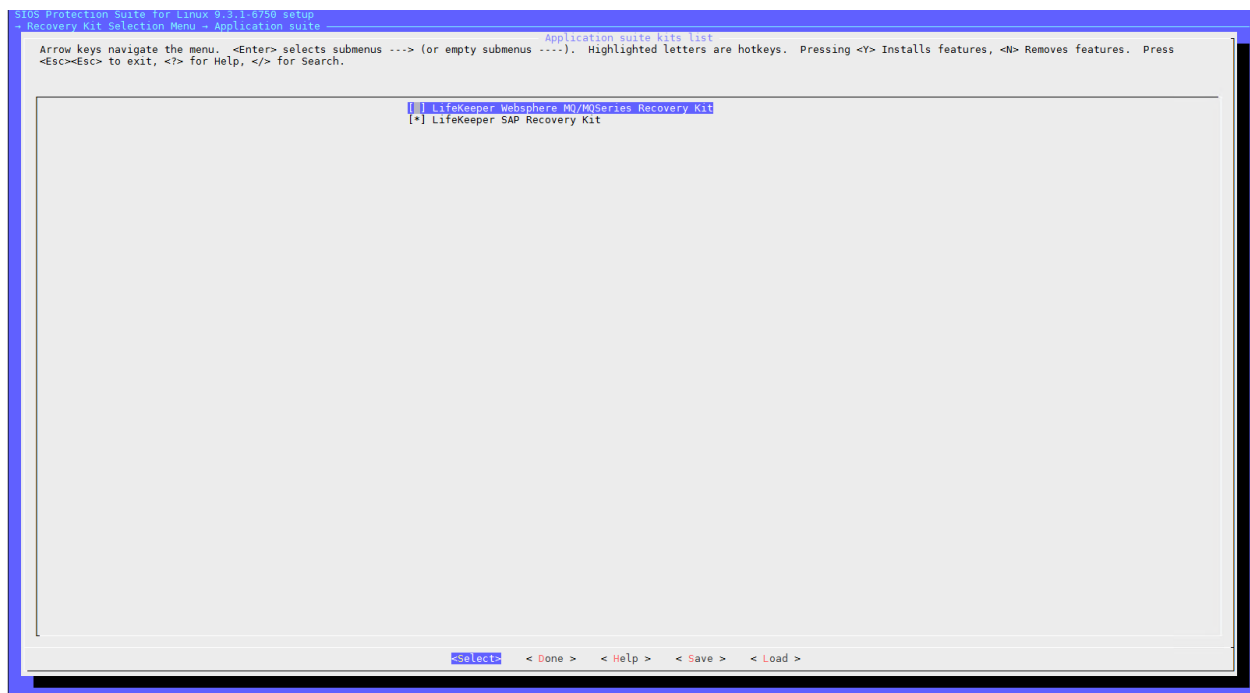 SIOS Protection Suite for Linux 9.3.1-6750 setup
→ Recovery Kit Selection Menu → Application suite
Application suite kits list
Arrow keys navigate the menu.  <Enter> selects submenus ---> (or empty submenus ----).  Highlighted letters are hotkeys.  Pressing <Y> Installs features, <N> Removes features.  Press
<Esc><Esc> to exit, <?> for Help, </> for Search.
[ ] LifeKeeper Websphere MQ/MQSeries Recovery Kit
[*] LifeKeeper SAP Recovery Kit
<Select>    < Done >    < Help >    < Save >    < Load >